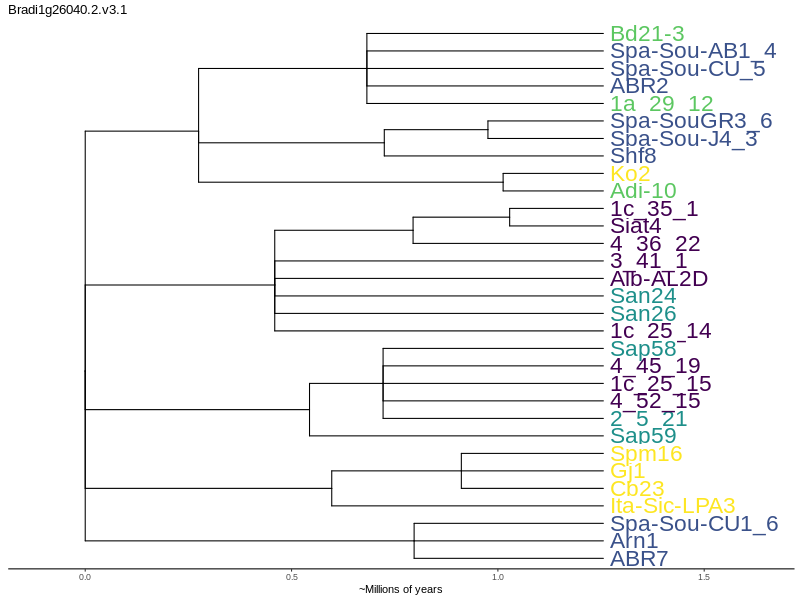 Bradi1g26040.2.v3.1
Bd21-3
Spa-Sou-AB1_4
Spa-Sou-CU_5
ABR2
1a_29_12
Spa-SouGR3_6
Spa-Sou-J4_3
Shf8
Ko2
Adi-10
1c_35_1
Siat4
4_36_22
3_41_1
Alb-AL2D
San24
San26
1c_25_14
Sap58
4_45_19
1c_25_15
4_52_15
2_5_21
Sap59
Spm16
Gj1
Cb23
Ita-Sic-LPA3
Spa-Sou-CU1_6
Arn1
ABR7
0.0 0.5 1.0 1.5
~Millions of years